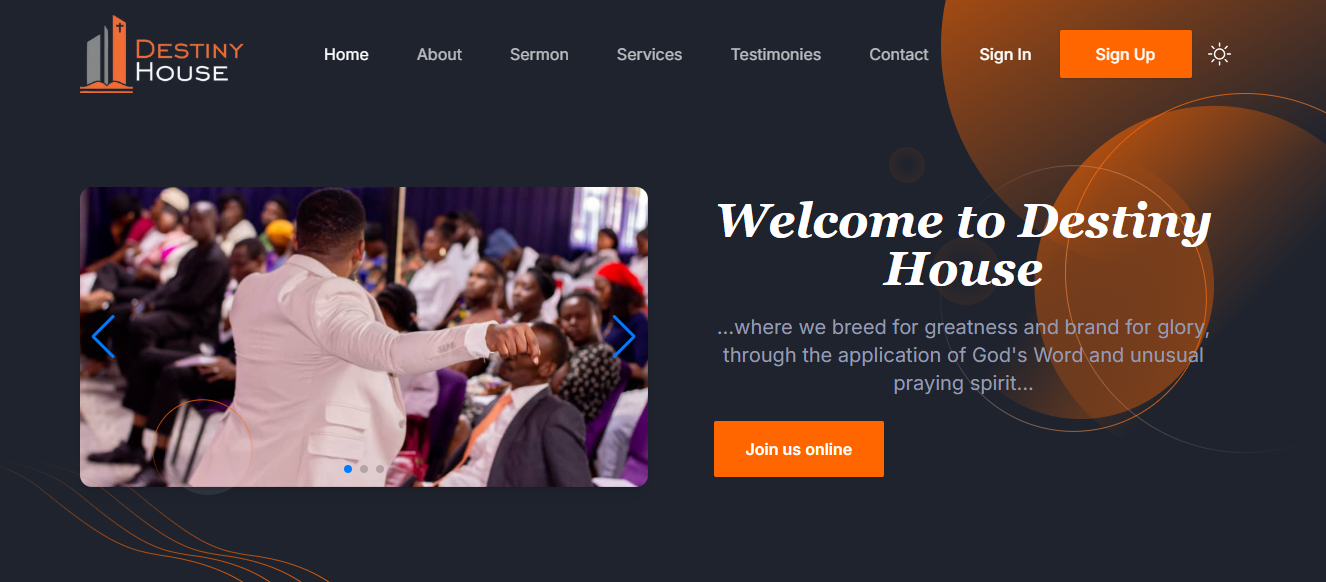 DESTINY
HOUSE
Home
About
Sermon
Services
Testimonies
Contact
Sign In
Sign Up
Welcome to Destiny
House
...where we breed for greatness and brand for glory,
through the application of God's Word and unusual
praying spirit...
Join us online